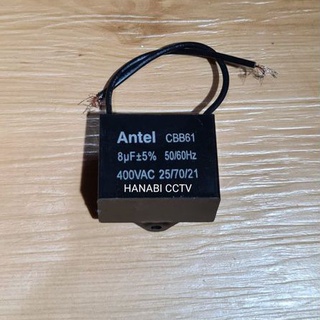 Antel CBB61
8µF±5% 50/60Hz
400VAC 25/70/21
HANABI CCTV